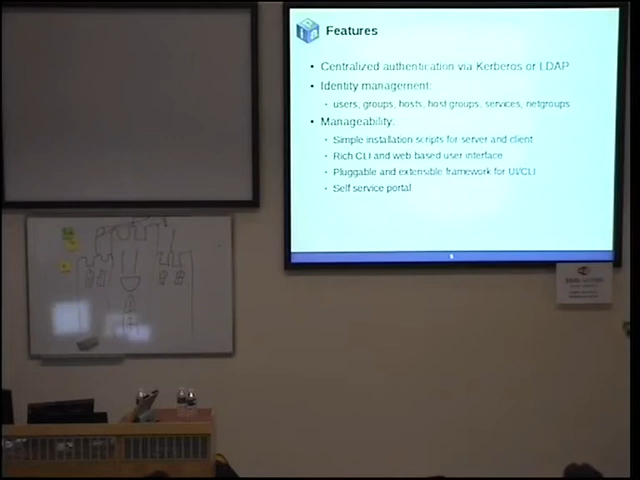 Features
• Centralized authentication via Kerberos or LDAP
• Identity management:
• users, groups, hosts, host groups, services, netgroups
• Manageability:
• Simple installation scripts for server and client
• Rich CLI and web based user interface
• Pluggable and extensible framework for UI/CLI
• Self service portal